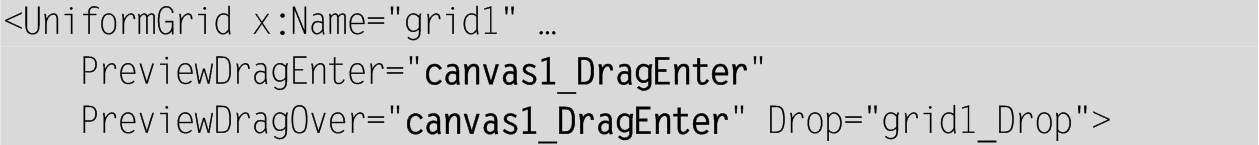 <UniformGrid x:Name="grid1" …
PreviewDragEnter="canvas1_DragEnter"
PreviewDragOver="canvas1_DragEnter" Drop="grid1_Drop">